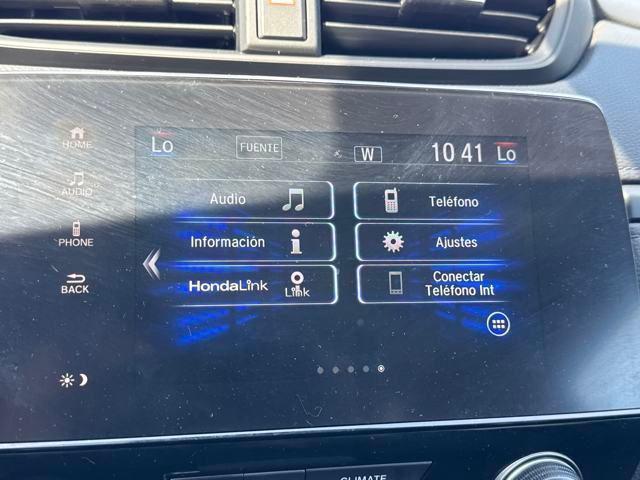 HOME
AUDIO
PHONE
BACK
Lo FUENTE W 10 41 Lo
Audio
Teléfono
Información
Ajustes
HondaLink Link
Conectar
Teléfono Int
CLIMATE